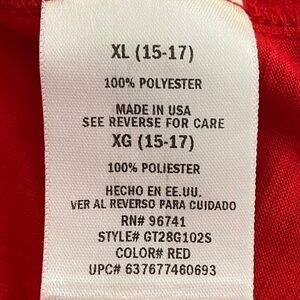 XL (15-17)
100% POLYESTER
MADE IN USA
SEE REVERSE FOR CARE
XG (15-17)
100% POLIESTER
HECHO EN EE.UU.
VER AL REVERSO PARA CUIDADO
RN# 96741
STYLE# GT28G102S
COLOR# RED
UPC# 637677460693